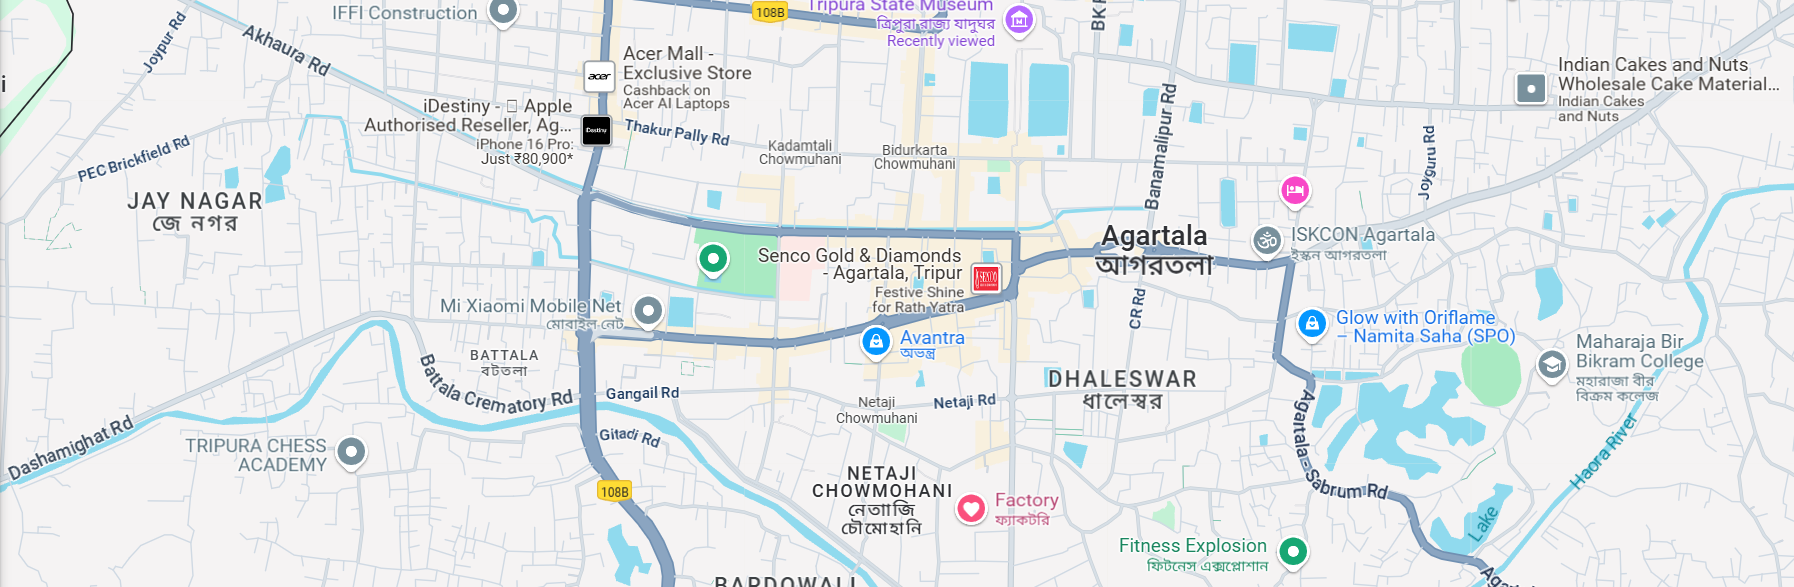 IFFI Construction
108B
Tripura State Museum
ত্রিপুরা রাজ্য যাদুঘর
Recently viewed
Joypur Rd
Akhaura Rd
acer
Acer Mall -
Exclusive Store
Cashback on
Acer AI Laptops
Indian Cakes and Nuts
Wholesale Cake Material...
Indian Cakes
and Nuts
iDestiny -  Apple
Authorised Reseller, Ag...
iPhone 16 Pro:
Just ₹80,900*
iDestiny
Thakur Pally Rd
PEC Brickfield Rd
Kadamtali
Chowmuhani
Bidurkarta
Chowmuhani
Banamalipur Rd
Joyguru Rd
JAY NAGAR
জে নগর
Agartala
আগরতলা
ISKCON Agartala
ইস্কন আগরতলা
Senco Gold & Diamonds
- Agartala, Tripur
Festive Shine
for Rath Yatra
SENCO
Mi Xiaomi Mobile Net
মোবাইল নেট
CR Rd
Glow with Oriflame
– Namita Saha (SPO)
Avantra
অভন্ত্র
BATTALA
বটতলা
Maharaja Bir
Bikram College
মহারাজা বীর
বিক্রম কলেজ
DHALESWAR
ধালেস্বর
Battala Crematory Rd
Gangail Rd
Netaji
Chowmuhani
Netaji Rd
Dashamighat Rd
Gitadi Rd
TRIPURA CHESS
ACADEMY
Agartala - Sabrum Rd
Haora River
108B
NETAJI
CHOWMOHANI
নেতাাজি
চৌমোহানি
Factory
ফ্যাকটরি
Lake
Fitness Explosion
ফিটনেস এক্সপ্লোশান
BARDOWALI